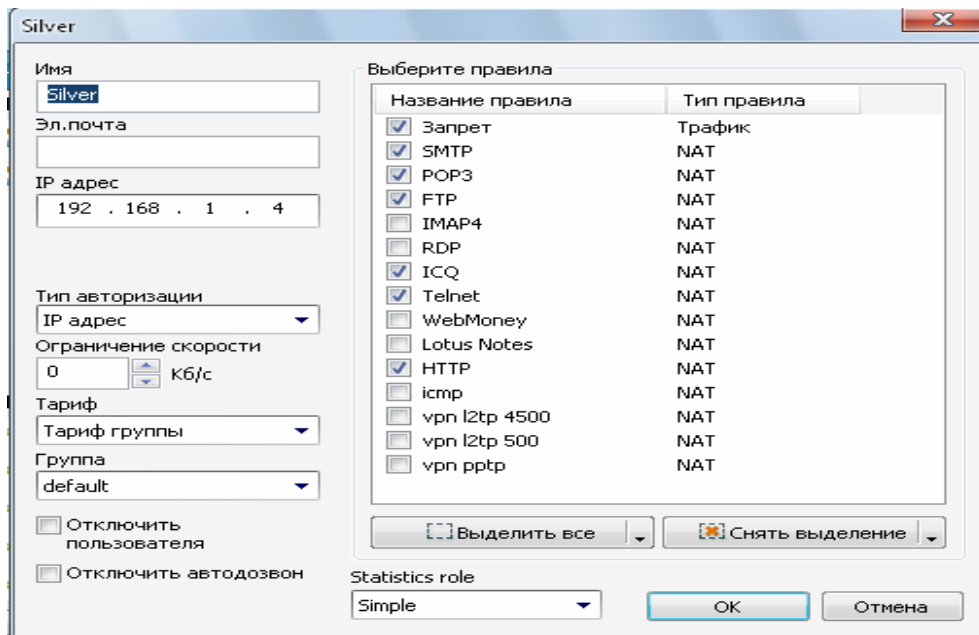 Silver
Имя
Silver
Эл.почта
IP адрес
192 . 168 . 1 . 4
Тип авторизации
IP адрес
Ограничение скорости
0 Кб/с
Тариф
Тариф группы
Группа
default
Отключить
пользователя
Отключить автодозвон
Выберите правила
Название правила Тип правила
Запрет Трафик
SMTP NAT
POP3 NAT
FTP NAT
IMAP4 NAT
RDP NAT
ICQ NAT
Telnet NAT
WebMoney NAT
Lotus Notes NAT
HTTP NAT
icmp NAT
vpn l2tp 4500 NAT
vpn l2tp 500 NAT
vpn pptp NAT
Выделить все Снять выделение
Statistics role
Simple
OK Отмена